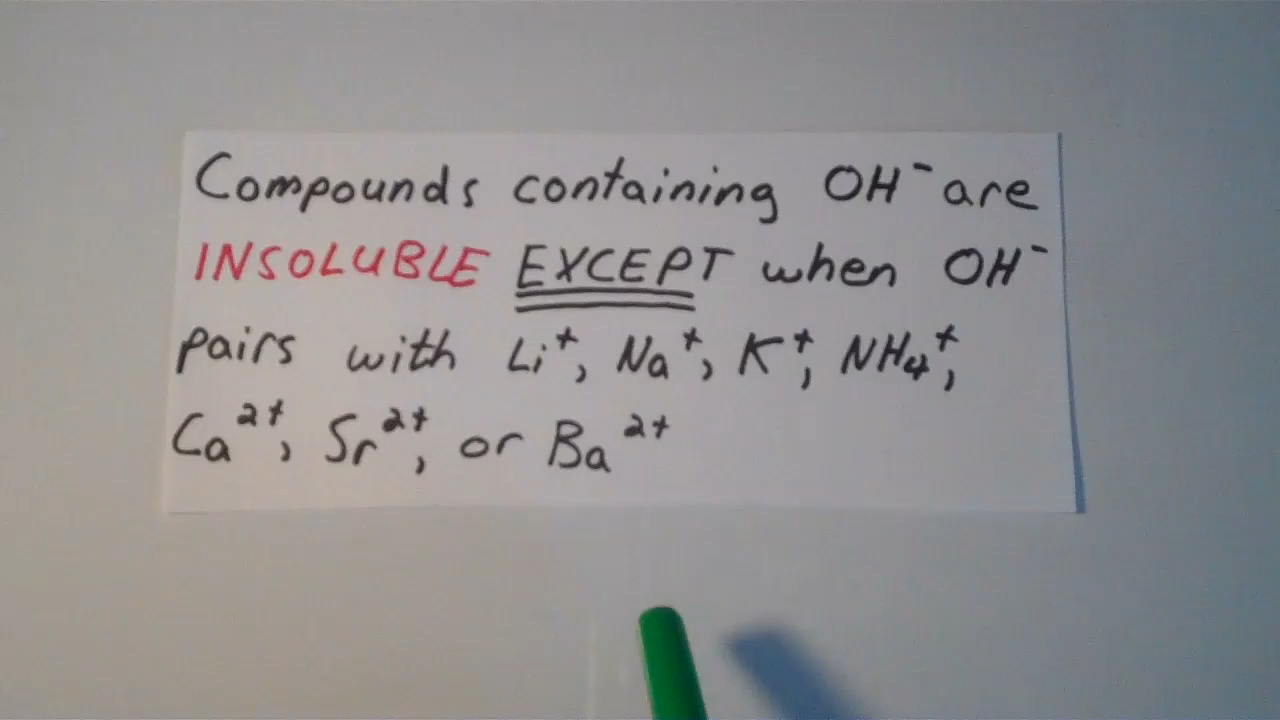 Compounds containing OH⁻ are
INSOLUBLE EXCEPT when OH⁻
pairs with Li⁺, Na⁺, K⁺, NH₄⁺,
Ca²⁺, Sr²⁺, or Ba²⁺